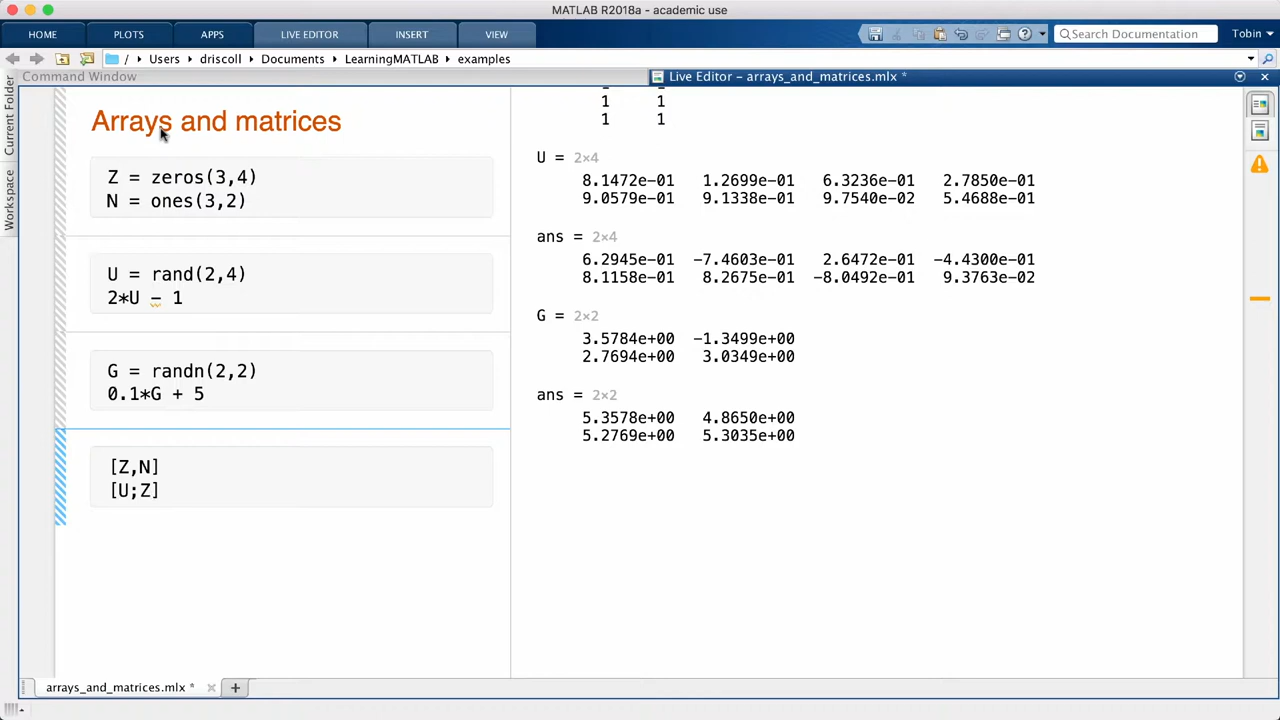 MATLAB R2018a - academic use
HOME PLOTS APPS LIVE EDITOR INSERT VIEW Search Documentation Tobin
/ Users driscoll Documents LearningMATLAB examples
Command Window
Live Editor - arrays_and_matrices.mlx *
Current Folder
Workspace
Arrays and matrices
Z = zeros(3,4)
N = ones(3,2)
U = rand(2,4)
2*U - 1
G = randn(2,2)
0.1*G + 5
[Z,N]
[U;Z]
1 1
1 1
U = 2×4
8.1472e-01 1.2699e-01 6.3236e-01 2.7850e-01
9.0579e-01 9.1338e-01 9.7540e-02 5.4688e-01
ans = 2×4
6.2945e-01 -7.4603e-01 2.6472e-01 -4.4300e-01
8.1158e-01 8.2675e-01 -8.0492e-01 9.3763e-02
G = 2×2
3.5784e+00 -1.3499e+00
2.7694e+00 3.0349e+00
ans = 2×2
5.3578e+00 4.8650e+00
5.2769e+00 5.3035e+00
arrays_and_matrices.mlx *